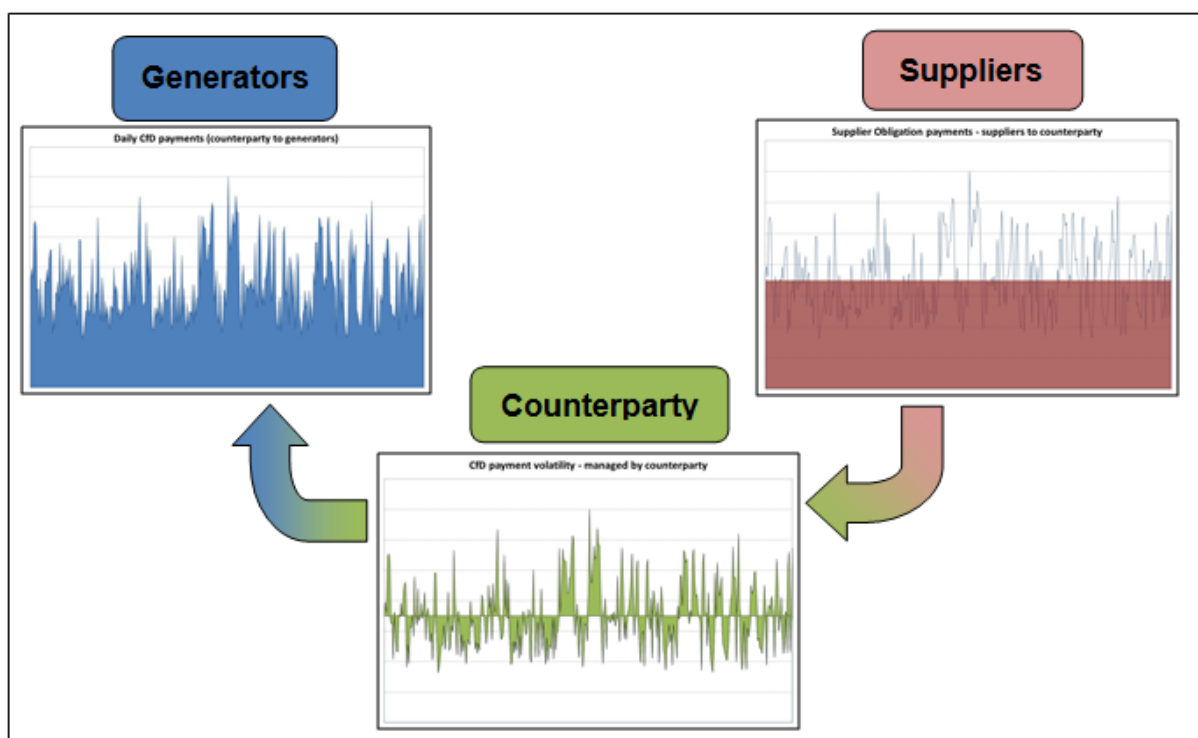 Generators
Suppliers
Daily CfD payments (counterparty to generators)
Supplier Obligation payments - suppliers to counterparty
Counterparty
CfD payment volatility - managed by counterparty